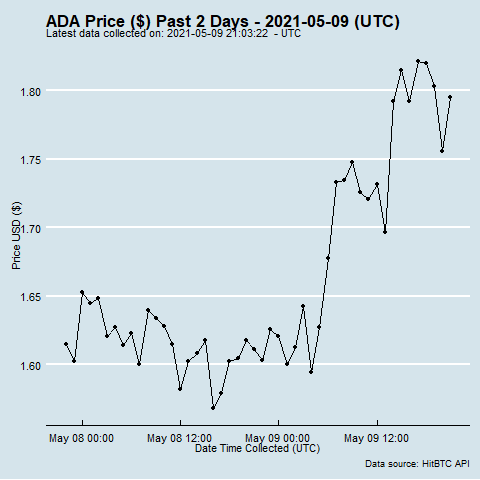 ADA Price ($) Past 2 Days - 2021-05-09 (UTC)
Latest data collected on: 2021-05-09 21:03:22 - UTC
1.80
1.75
1.70
1.65
1.60
Price USD ($)
May 08 00:00 May 08 12:00 May 09 00:00 May 09 12:00
Date Time Collected (UTC)
Data source: HitBTC API